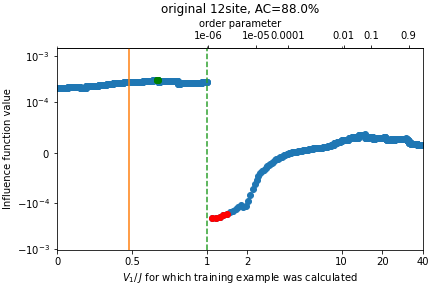 original 12site, AC=88.0%
order parameter
1e-06 1e-05 0.0001 0.01 0.1 0.9
Influence function value
10⁻³
10⁻⁴
0
−10⁻⁴
−10⁻³
0 0.5 1 2 10 20 40
V₁/J for which training example was calculated